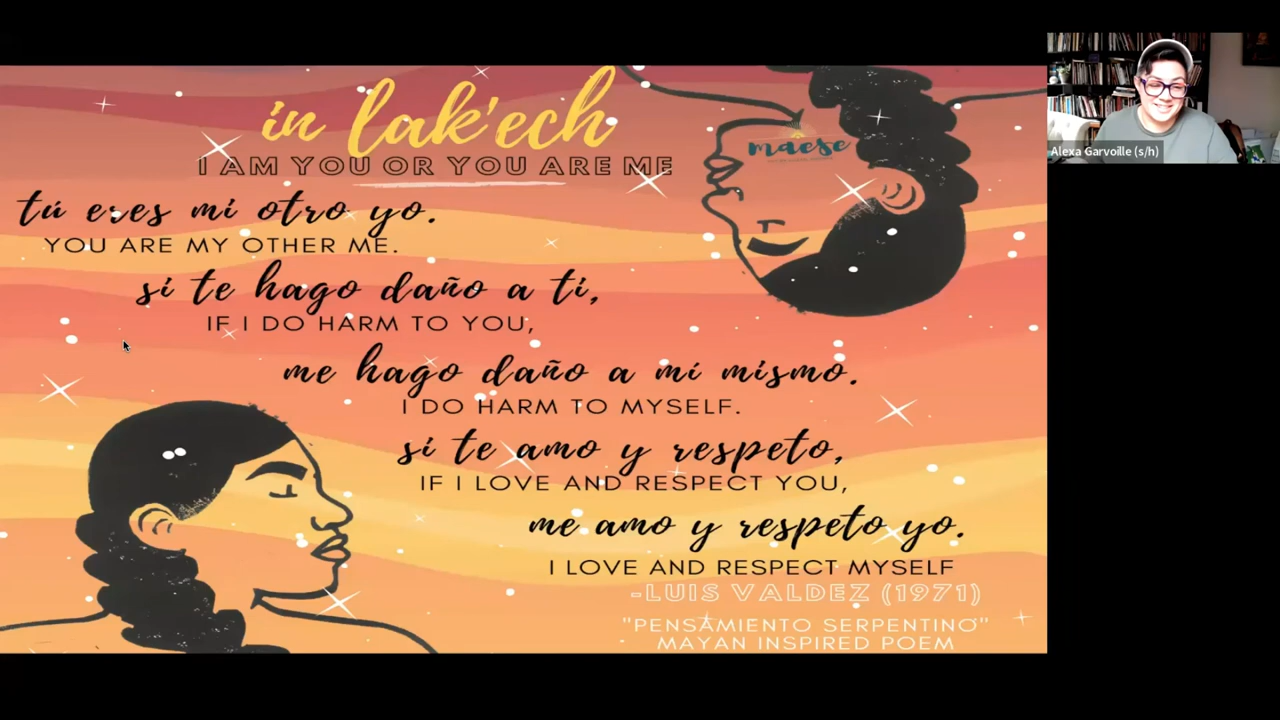 in lak'ech
I AM YOU OR YOU ARE ME
tú eres mi otro yo.
YOU ARE MY OTHER ME.
si te hago daño a ti,
IF I DO HARM TO YOU,
me hago daño a mi mismo.
I DO HARM TO MYSELF.
si te amo y respeto,
IF I LOVE AND RESPECT YOU,
me amo y respeto yo.
I LOVE AND RESPECT MYSELF
-LUIS VALDEZ (1971)
"PENSAMIENTO SERPENTINO"
MAYAN INSPIRED POEM
maese
Alexa Garvoille (s/h)